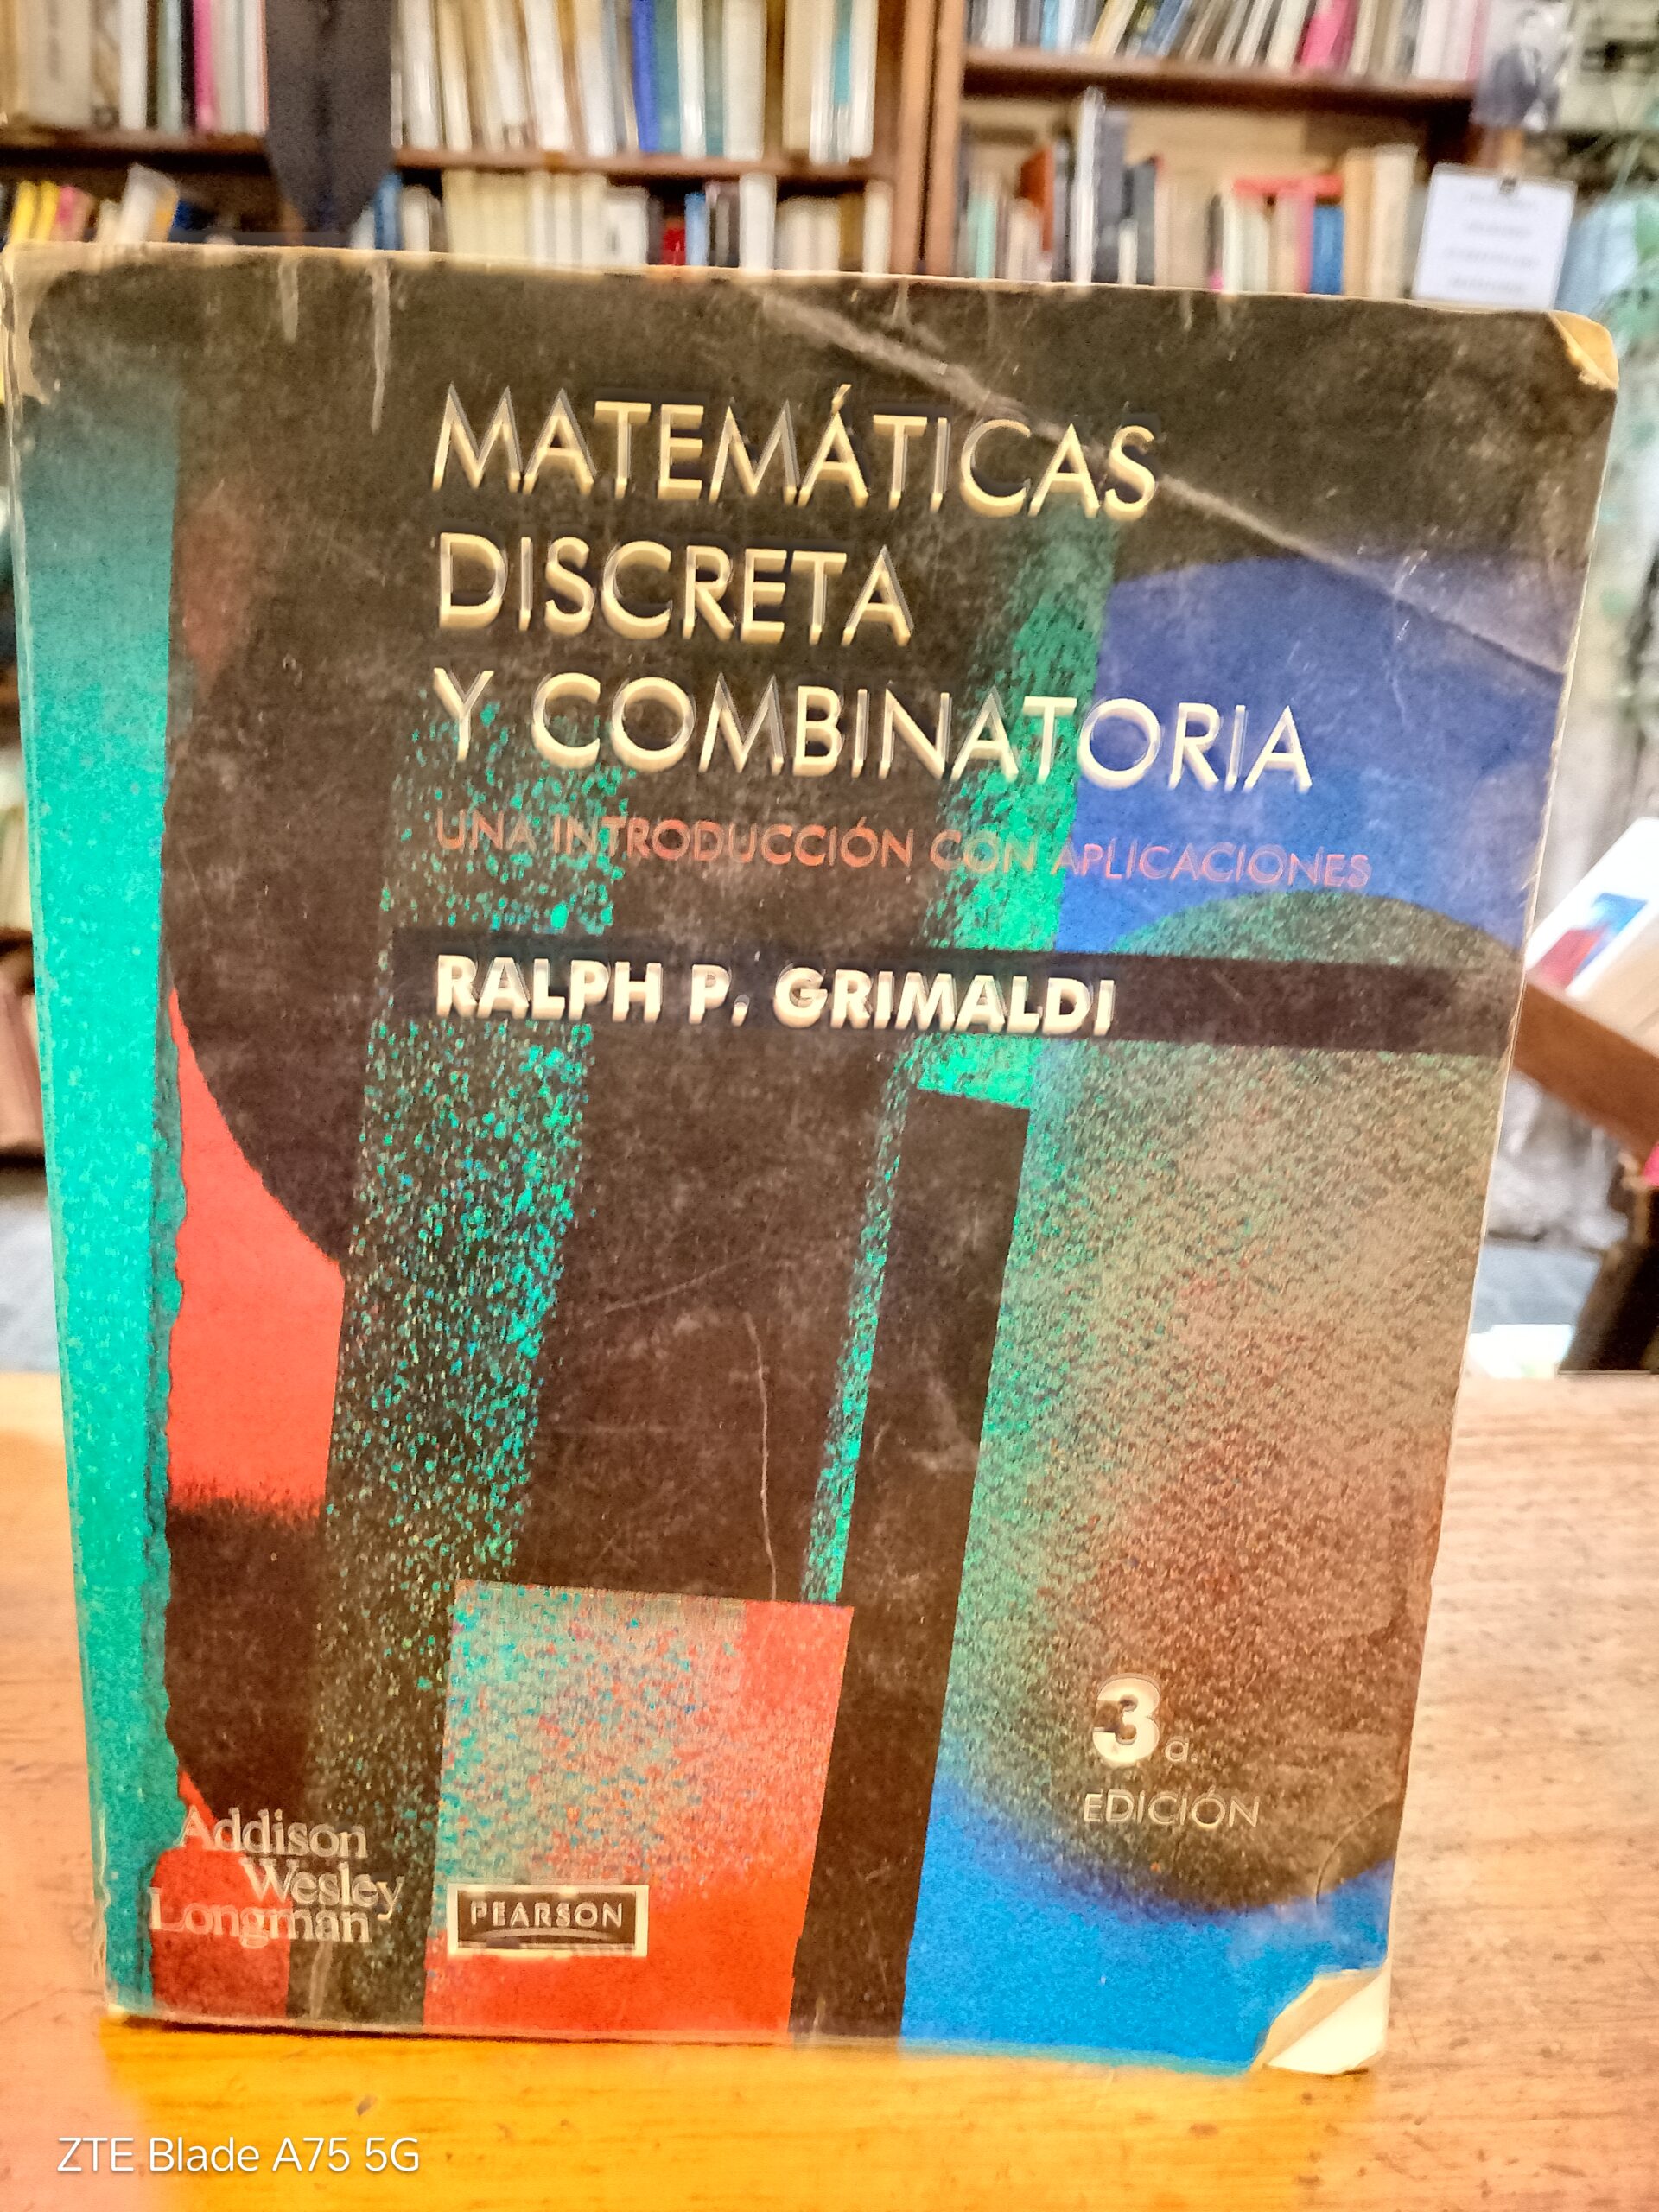 MATEMÁTICAS
DISCRETA
Y COMBINATORIA
UNA INTRODUCCIÓN CON APLICACIONES
RALPH P. GRIMALDI
3a.
EDICIÓN
Addison
Wesley
Longman
PEARSON
ZTE Blade A75 5G